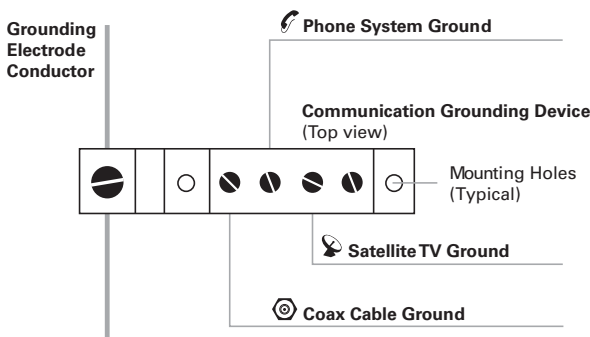 Grounding
Electrode
Conductor
Phone System Ground
Communication Grounding Device
(Top view)
Mounting Holes
(Typical)
Satellite TV Ground
Coax Cable Ground